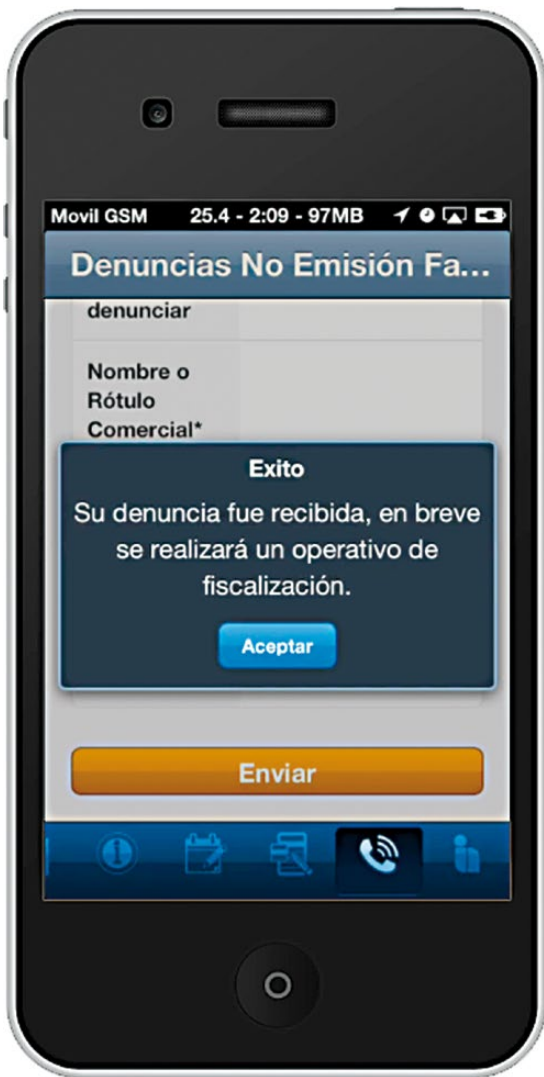 Movil GSM 25.4 - 2:09 - 97MB
Denuncias No Emisión Fa...
denunciar
Nombre o
Rótulo
Comercial*
Exito
Su denuncia fue recibida, en breve
se realizará un operativo de
fiscalización.
Aceptar
Enviar